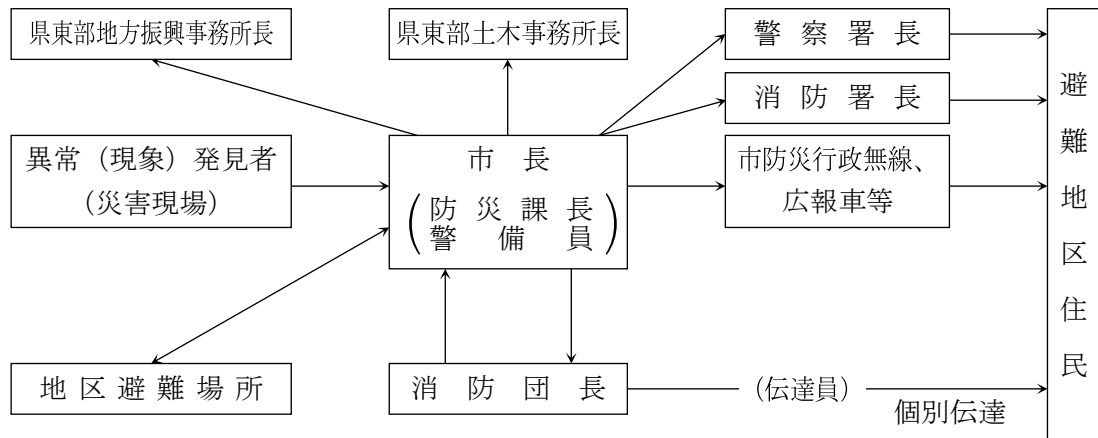 県東部地方振興事務所長
県東部土木事務所長
警察署長
消防署長
異常（現象）発見者
（災害現場）
市長
（防災課長
警備員）
市防災行政無線、
広報車等
避難地区住民
地区避難場所
消防団長
（伝達員）
個別伝達